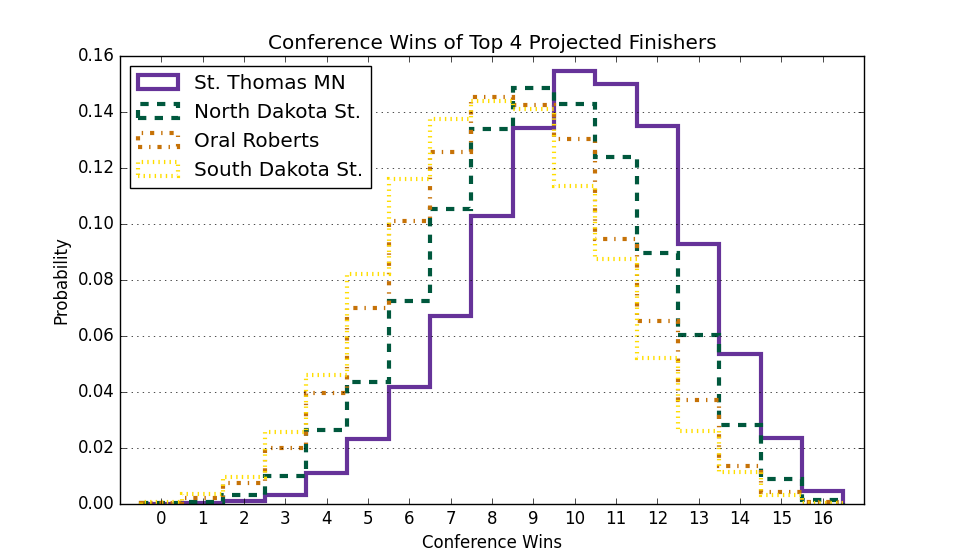 Conference Wins of Top 4 Projected Finishers
St. Thomas MN
North Dakota St.
Oral Roberts
South Dakota St.
Probability
0.16
0.14
0.12
0.10
0.08
0.06
0.04
0.02
0.00
0 1 2 3 4 5 6 7 8 9 10 11 12 13 14 15 16
Conference Wins